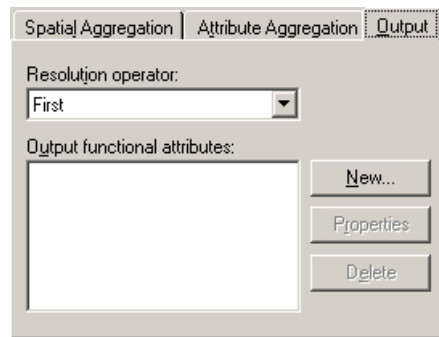 Spatial Aggregation Attribute Aggregation Output
Resolution operator:
First
Output functional attributes:
New...
Properties
Delete